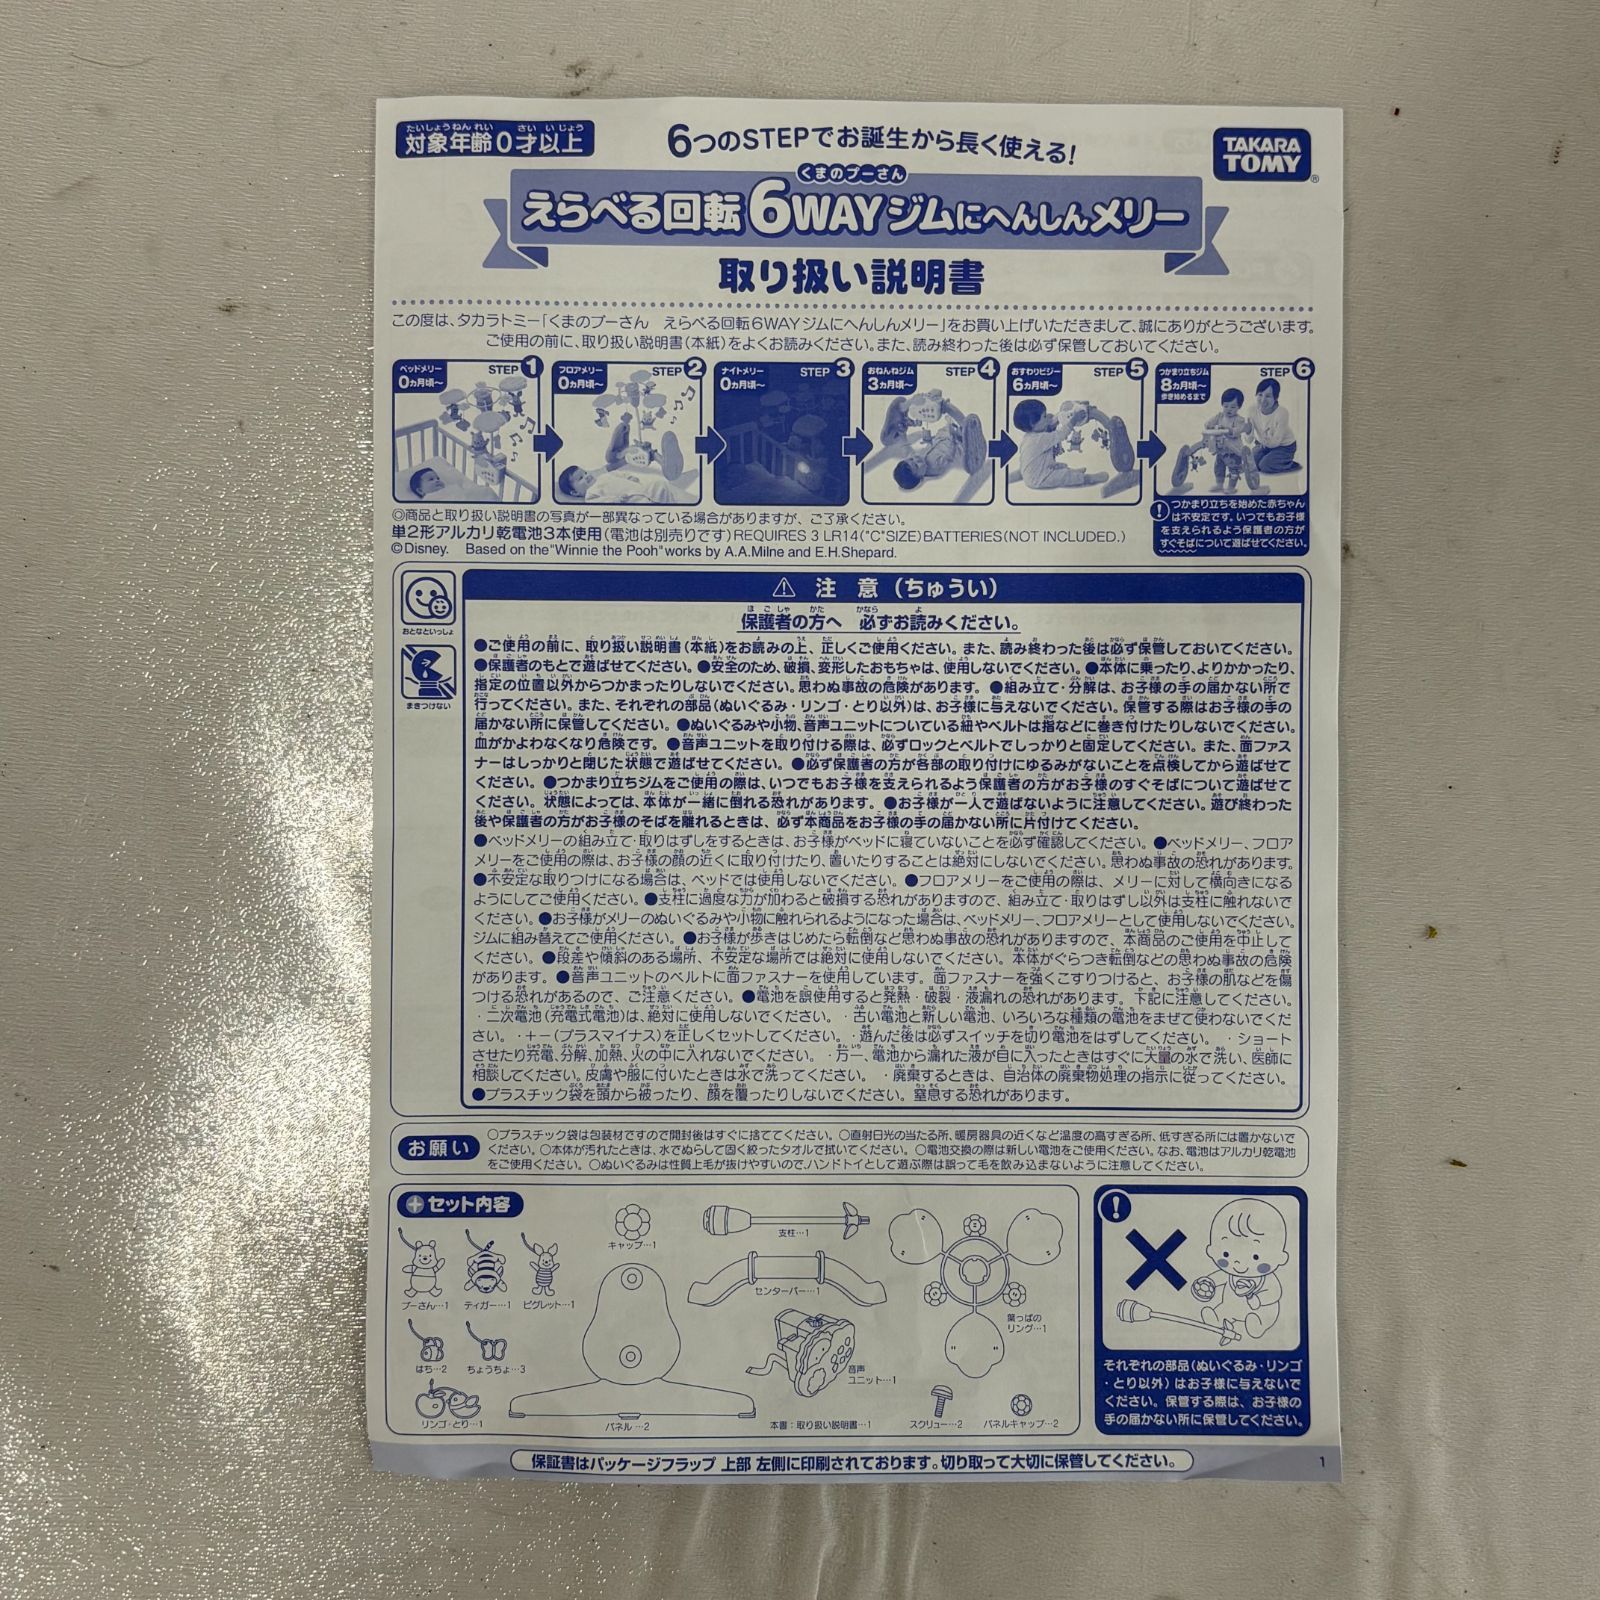 対象年齢0才以上
6つのSTEPでお誕生から長く使える!
TAKARA TOMY
くまのプーさん
えらべる回転6WAYジムにへんしんメリー
取り扱い説明書
この度は、タカラトミー「くまのプーさん えらべる回転6WAYジムにへんしんメリー」をお買い上げいただきまして、誠にありがとうございます。
ご使用の前に、取り扱い説明書(本紙)をよくお読みください。また、読み終わった後は必ず保管しておいてください。
ベッドメリー 0ヵ月頃〜 STEP 1
フロアメリー 0ヵ月頃〜 STEP 2
ナイトメリー 0ヵ月頃〜 STEP 3
おねんねジム 3ヵ月頃〜 STEP 4
おすわりビジー 6ヵ月頃〜 STEP 5
つかまり立ちジム 8ヵ月頃〜 歩き始めるまで STEP 6
つかまり立ちを始めた赤ちゃん
は不安定です。いつでもお子様
を支えられるよう保護者の方が
すぐそばについて遊ばせてください。
◎商品と取り扱い説明書の写真が一部異なっている場合がありますが、ご了承ください。
単2形アルカリ乾電池3本使用(電池は別売りです)REQUIRES 3 LR14("C"SIZE)BATTERIES(NOT INCLUDED.)
©Disney. Based on the"Winnie the Pooh"works by A.A.Milne and E.H.Shepard.
おとなといっしょ
まきつけない
⚠ 注 意(ちゅうい)
保護者の方へ 必ずお読みください。
●ご使用の前に、取り扱い説明書(本紙)をお読みの上、正しくご使用ください。また、読み終わった後は必ず保管しておいてください。
●保護者のもとで遊ばせてください。●安全のため、破損、変形したおもちゃは、使用しないでください。●本体に乗ったり、よりかかったり、
指定の位置以外からつかまったりしないでください。思わぬ事故の危険があります。●組み立て・分解は、お子様の手の届かない所で
行ってください。また、それぞれの部品(ぬいぐるみ・リンゴ・とり以外)は、お子様に与えないでください。保管する際はお子様の手の
届かない所に保管してください。●ぬいぐるみや小物、音声ユニットについている紐やベルトは指などに巻き付けたりしないでください。
血がかよわなくなり危険です。●音声ユニットを取り付ける際は、必ずロックとベルトでしっかりと固定してください。また、面ファス
ナーはしっかりと閉じた状態で遊ばせてください。●必ず保護者の方が各部の取り付けにゆるみがないことを点検してから遊ばせて
ください。●つかまり立ちジムをご使用の際は、いつでもお子様を支えられるよう保護者の方がお子様のすぐそばについて遊ばせて
ください。状態によっては、本体が一緒に倒れる恐れがあります。●お子様が一人で遊ばないように注意してください。遊び終わった
後や保護者の方がお子様のそばを離れるときは、必ず本商品をお子様の手の届かない所に片付けてください。
●ベッドメリーの組み立て・取りはずしをするときは、お子様がベッドに寝ていないことを必ず確認してください。●ベッドメリー、フロア
メリーをご使用の際は、お子様の顔の近くに取り付けたり、置いたりすることは絶対にしないでください。思わぬ事故の恐れがあります。
●不安定な取りつけになる場合は、ベッドでは使用しないでください。●フロアメリーをご使用の際は、メリーに対して横向きになる
ようにしてご使用ください。●支柱に過度な力が加わると破損する恐れがありますので、組み立て・取りはずし以外は支柱に触れないで
ください。●お子様がメリーのぬいぐるみや小物に触れられるようになった場合は、ベッドメリー、フロアメリーとして使用しないでください。
ジムに組み替えてご使用ください。●お子様が歩きはじめたら転倒など思わぬ事故の恐れがありますので、本商品のご使用を中止して
ください。●段差や傾斜のある場所、不安定な場所では絶対に使用しないでください。本体がぐらつき転倒などの思わぬ事故の危険
があります。●音声ユニットのベルトに面ファスナーを使用しています。面ファスナーを強くこすりつけると、お子様の肌などを傷
つける恐れがあるので、ご注意ください。●電池を誤使用すると発熱・破裂・液漏れの恐れがあります。下記に注意してください。
・二次電池(充電式電池)は、絶対に使用しないでください。・古い電池と新しい電池、いろいろな種類の電池をまぜて使わないでくだ
さい。・＋−(プラスマイナス)を正しくセットしてください。・遊んだ後は必ずスイッチを切り電池をはずしてください。・ショート
させたり充電、分解、加熱、火の中に入れないでください。・万一、電池から漏れた液が目に入ったときはすぐに大量の水で洗い、医師に
相談してください。皮膚や服に付いたときは水で洗ってください。・廃棄するときは、自治体の廃棄物処理の指示に従ってください。
●プラスチック袋を頭から被ったり、顔を覆ったりしないでください。窒息する恐れがあります。
お願い
○プラスチック袋は包装材ですので開封後はすぐに捨ててください。○直射日光の当たる所、暖房器具の近くなど温度の高すぎる所、低すぎる所には置かないで
ください。○本体が汚れたときは、水でぬらして固く絞ったタオルで拭いてください。○電池交換の際は新しい電池をご使用ください。なお、電池はアルカリ乾電池
をご使用ください。○ぬいぐるみは性質上毛が抜けやすいので、ハンドトイとして遊ぶ際は誤って毛を飲み込まないように注意してください。
セット内容
プーさん…1
ティガー…1
ピグレット…1
はち…2
ちょうちょ…3
リンゴ・とり…1
キャップ…1
パネル…2
支柱…1
センターバー…1
音声
ユニット…1
本書:取り扱い説明書…1
葉っぱの
リング…1
スクリュー…2
パネルキャップ…2
それぞれの部品(ぬいぐるみ・リンゴ
・とり以外)はお子様に与えないで
ください。保管する際は、お子様の
手の届かない所に保管してください。
保証書はパッケージフラップ 上部 左側に印刷されております。切り取って大切に保管してください。
1